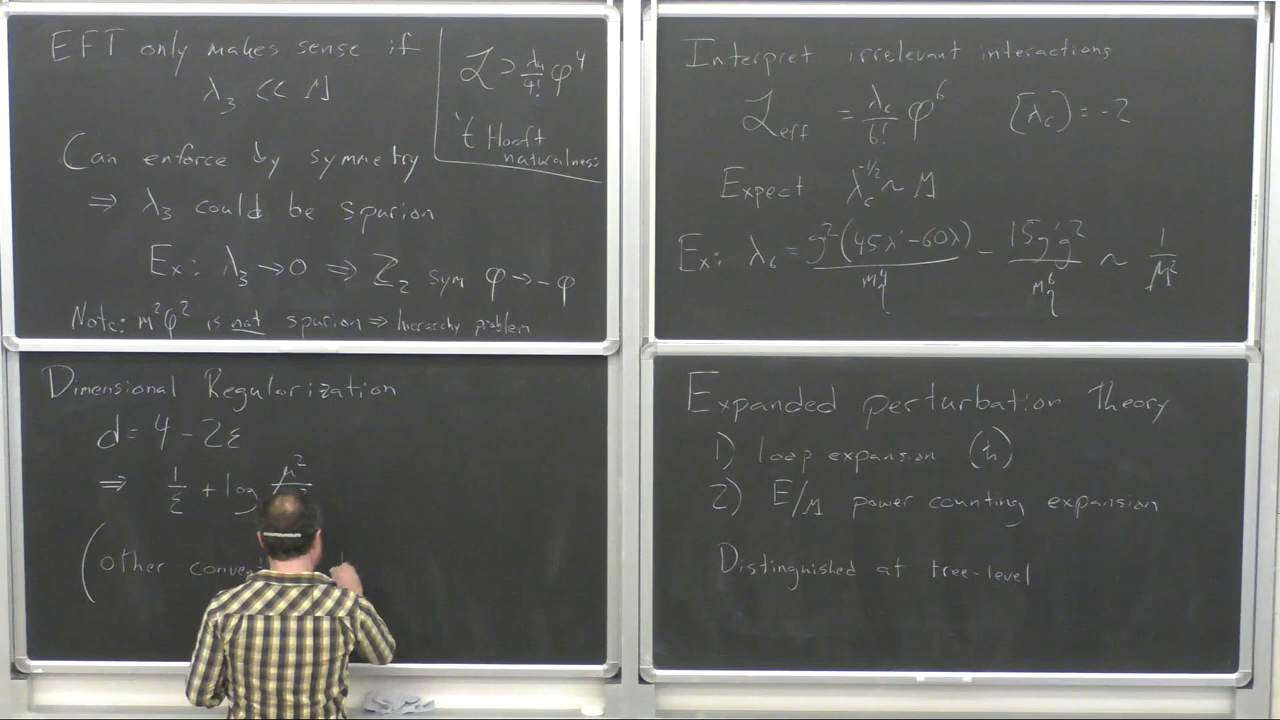 EFT only makes sense if
λ₃ << M
ℒ ⊃ λ₄/4! φ⁴
't Hooft
naturalness
Can enforce by symmetry
⇒ λ₃ could be spurion
Ex: λ₃ → 0 ⇒ ℤ₂ sym φ → -φ
Note: m²φ² is not spurion ⇒ hierarchy problem
Dimensional Regularization
d = 4 - 2ε
⇒ 1/ε + log μ²
(other
Interpret irrelevant interactions
ℒeff = λ₆/6! φ⁶ [λ₆] = -2
Expect λ₆^(-1/2) ~ M
Ex: λ₆ = g²(45λ' - 60λ)/m_η⁴ - 15g'g²/m_η⁶ ~ 1/M²
Expanded perturbation Theory
1) loop expansion (ħ)
2) E/M power counting expansion
Distinguished at tree-level